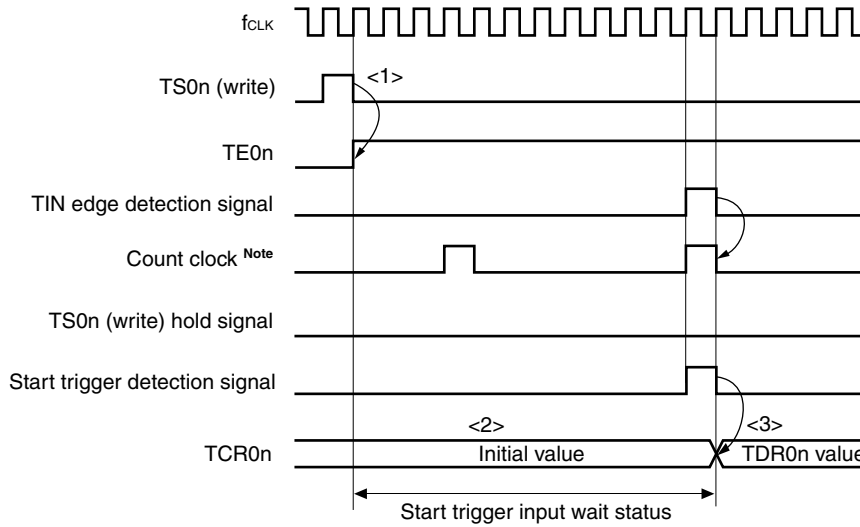 fCLK
TS0n (write)
<1>
TE0n
TIN edge detection signal
Count clock Note
TS0n (write) hold signal
Start trigger detection signal
<2>
<3>
TCR0n
Initial value
TDR0n value
Start trigger input wait status